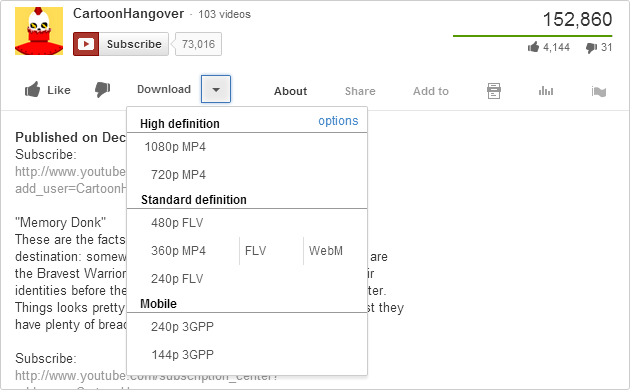 CartoonHangover · 103 videos
Subscribe 73,016
152,860
4,144 31
Like Download About Share Add to
High definition options
1080p MP4
720p MP4
Standard definition
480p FLV
360p MP4 FLV WebM
240p FLV
Mobile
240p 3GPP
144p 3GPP
Published on Dec
Subscribe:
http://www.youtube
add_user=CartoonH
"Memory Donk"
These are the facts
destination: somew are
the Bravest Warrior ir
identities before the ter.
Things looks pretty st they
have plenty of bread
Subscribe:
http://www.youtube.com/subscription_center?